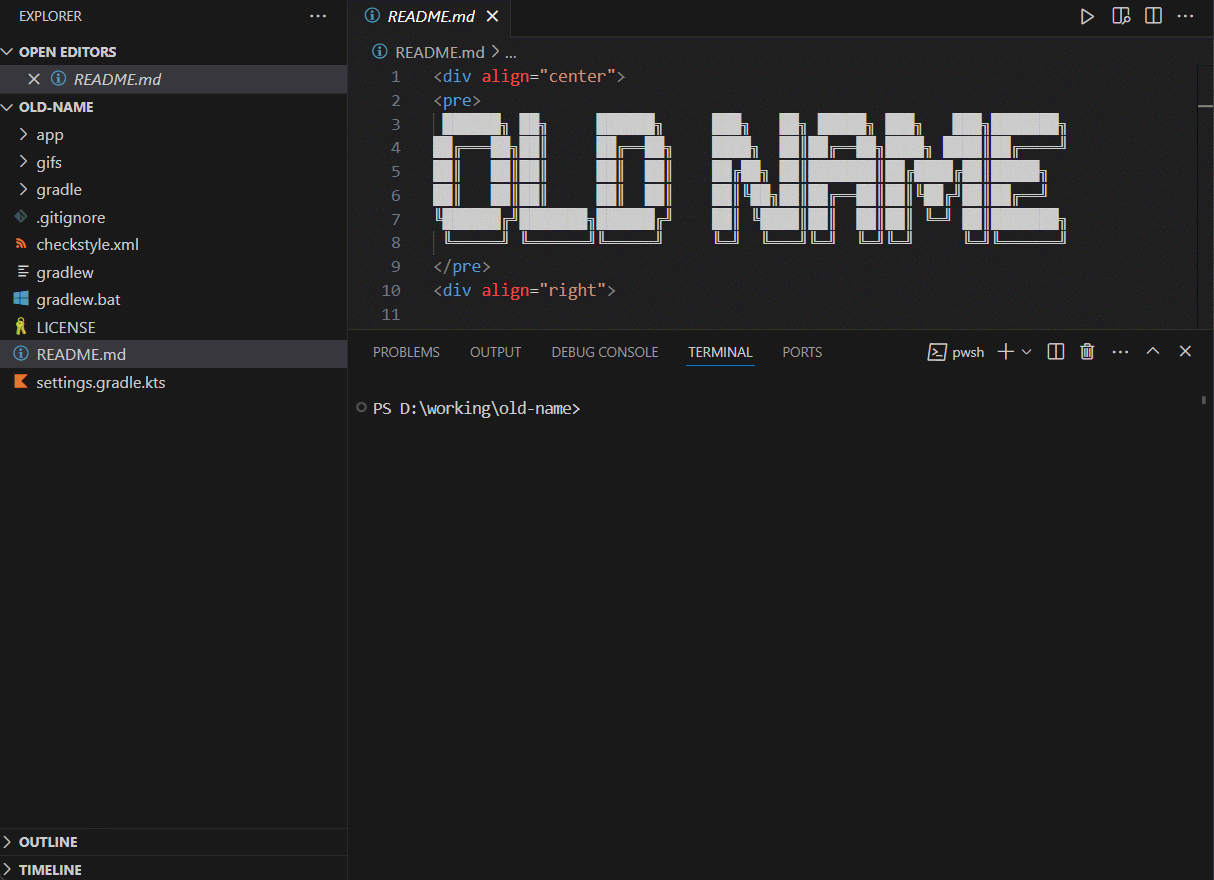 EXPLORER
OPEN EDITORS
README.md
OLD-NAME
app
gifs
gradle
.gitignore
checkstyle.xml
gradlew
gradlew.bat
LICENSE
README.md
settings.gradle.kts
OUTLINE
TIMELINE
README.md
README.md > ...
1 <div align="center">
2 <pre>
3
4
5
6
7
8
OLD NAME
9 </pre>
10 <div align="right">
11
PROBLEMS OUTPUT DEBUG CONSOLE TERMINAL PORTS pwsh
PS D:\working\old-name>